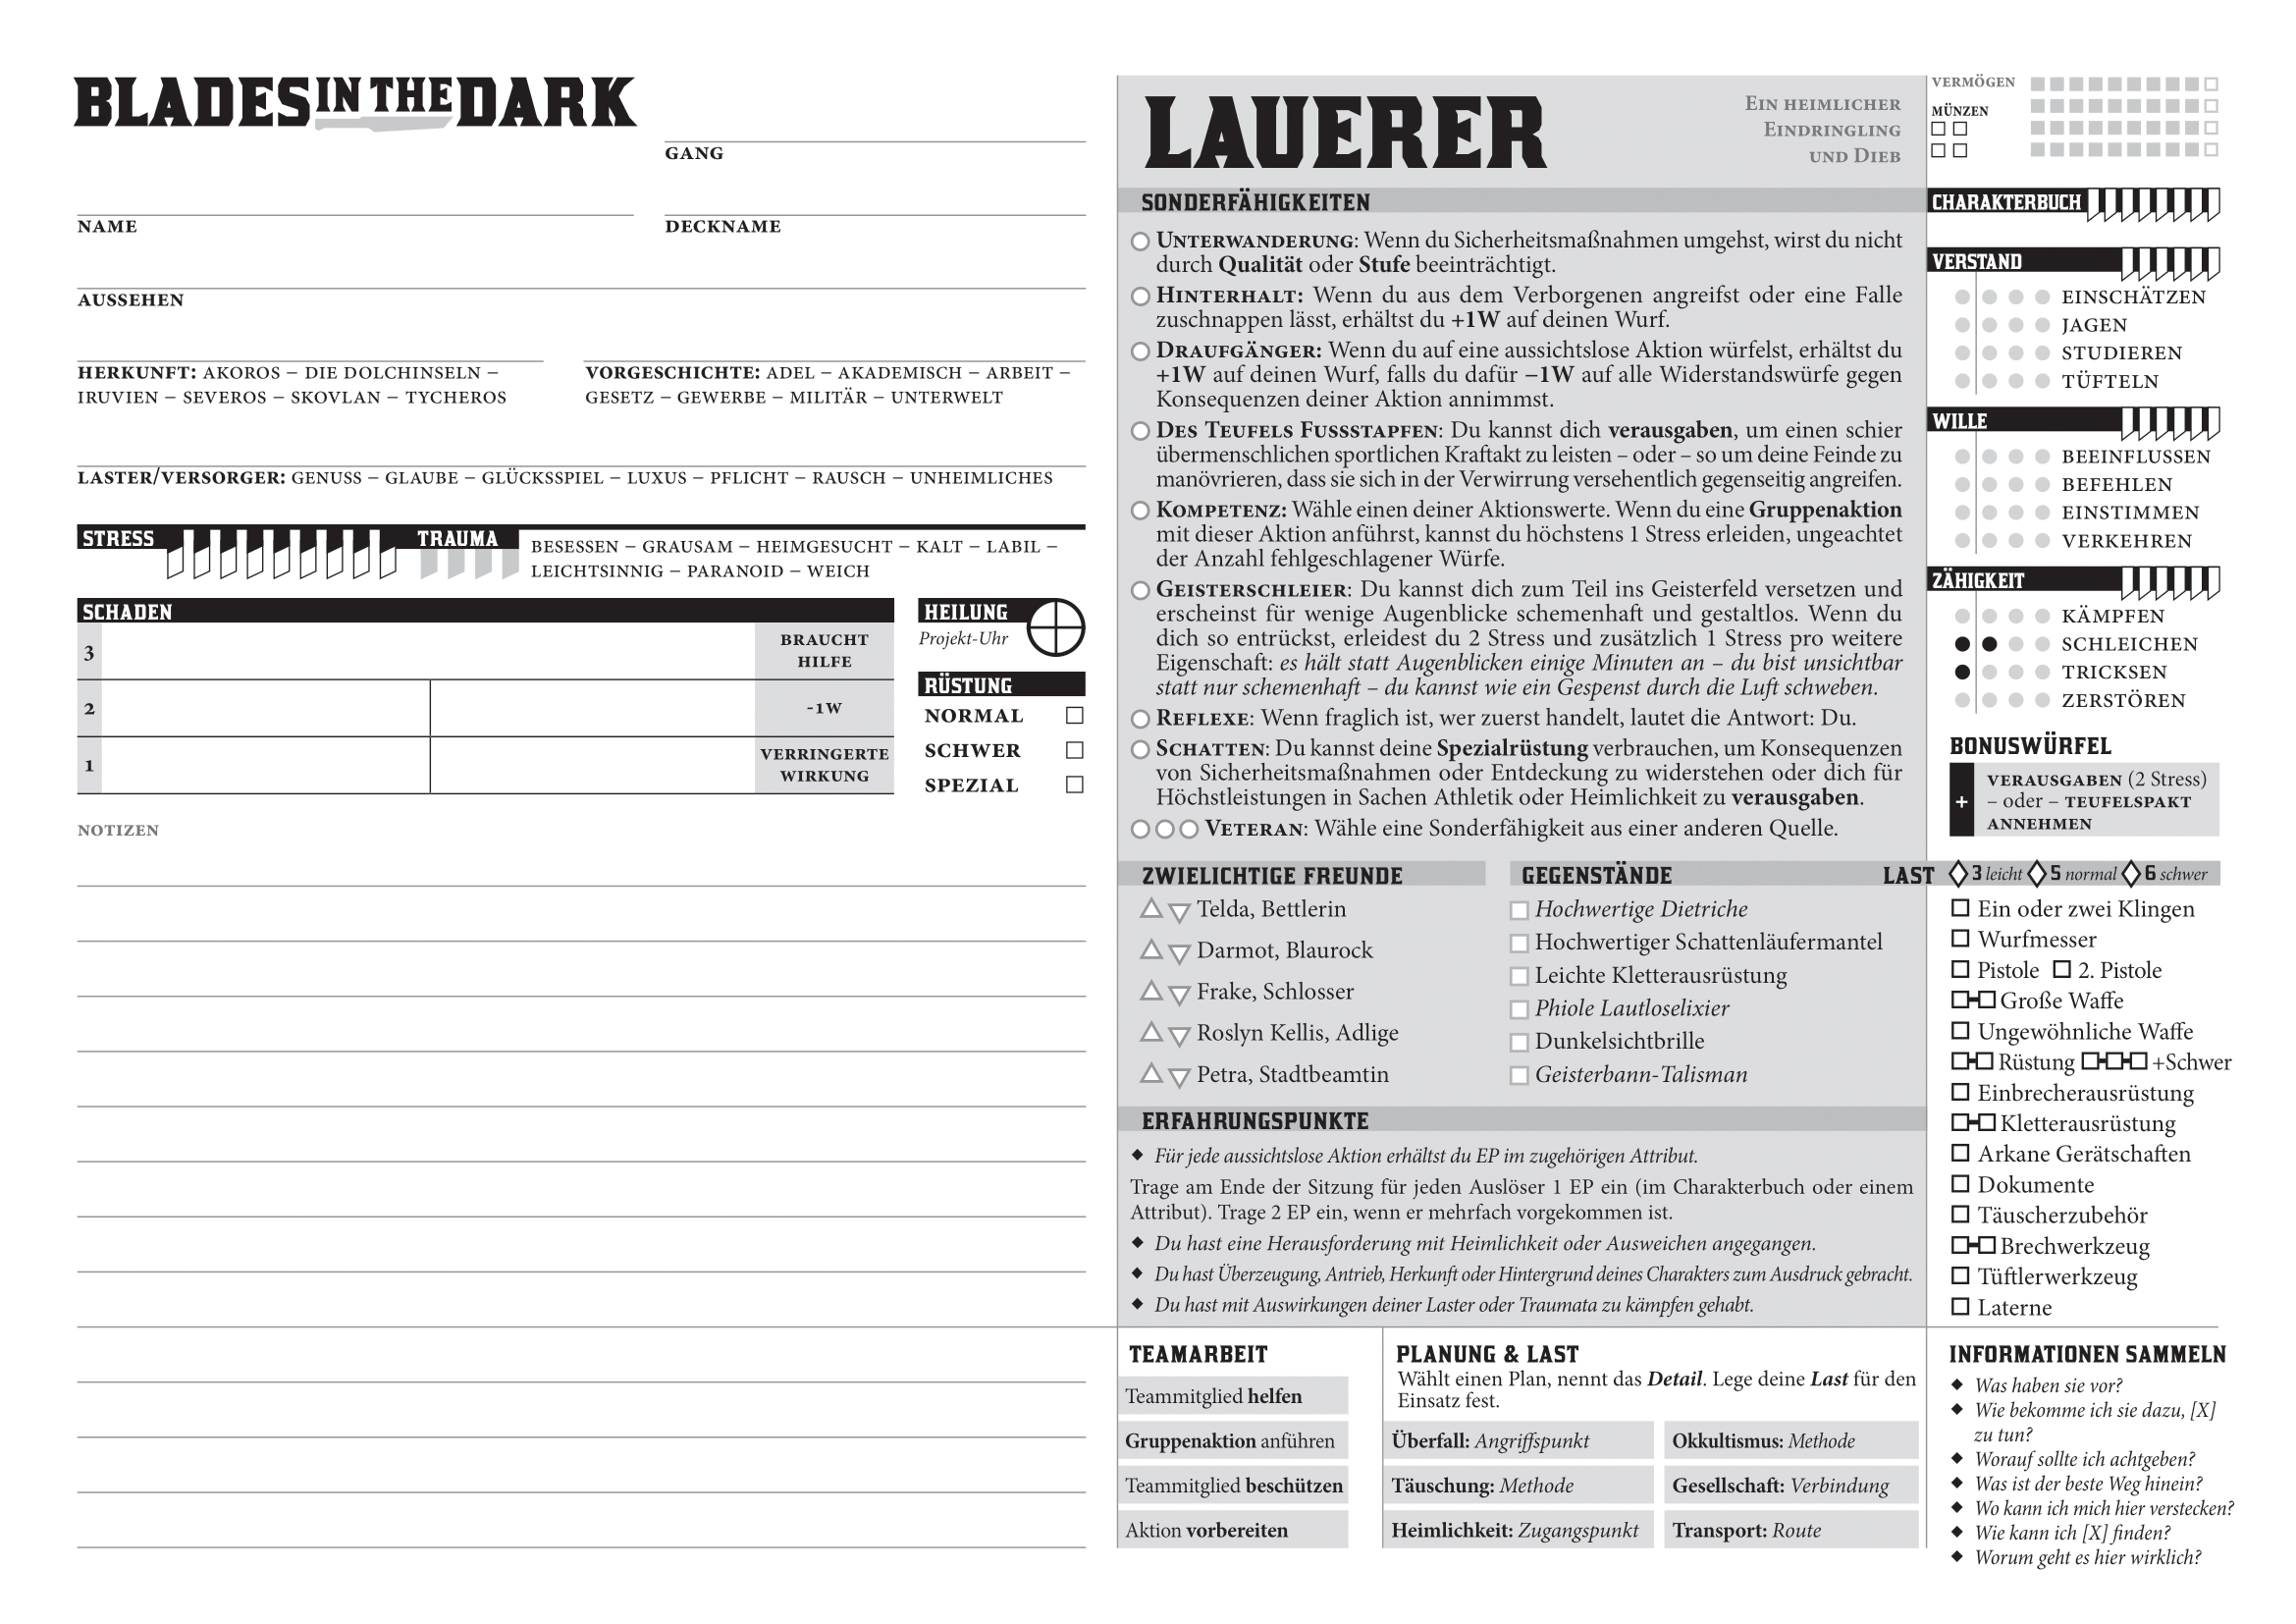 BLADES IN THE DARK
GANG
NAME
DECKNAME
AUSSEHEN
HERKUNFT: AKOROS – DIE DOLCHINSELN –
IRUVIEN – SEVEROS – SKOVLAN – TYCHEROS
VORGESCHICHTE: ADEL – AKADEMISCH – ARBEIT –
GESETZ – GEWERBE – MILITÄR – UNTERWELT
LASTER/VERSORGER: GENUSS – GLAUBE – GLÜCKSSPIEL – LUXUS – PFLICHT – RAUSCH – UNHEIMLICHES
STRESS
TRAUMA
BESESSEN – GRAUSAM – HEIMGESUCHT – KALT – LABIL –
LEICHTSINNIG – PARANOID – WEICH
SCHADEN
3
BRAUCHT
HILFE
2
-1W
1
VERRINGERTE
WIRKUNG
HEILUNG
Projekt-Uhr
RÜSTUNG
NORMAL
SCHWER
SPEZIAL
NOTIZEN
LAUERER
EIN HEIMLICHER
EINDRINGLING
UND DIEB
SONDERFÄHIGKEITEN
UNTERWANDERUNG: Wenn du Sicherheitsmaßnahmen umgehst, wirst du nicht
durch Qualität oder Stufe beeinträchtigt.
HINTERHALT: Wenn du aus dem Verborgenen angreifst oder eine Falle
zuschnappen lässt, erhältst du +1W auf deinen Wurf.
DRAUFGÄNGER: Wenn du auf eine aussichtslose Aktion würfelst, erhältst du
+1W auf deinen Wurf, falls du dafür −1W auf alle Widerstandswürfe gegen
Konsequenzen deiner Aktion annimmst.
DES TEUFELS FUSSSTAPFEN: Du kannst dich verausgaben, um einen schier
übermenschlichen sportlichen Kraftakt zu leisten – oder – so um deine Feinde zu
manövrieren, dass sie sich in der Verwirrung versehentlich gegenseitig angreifen.
KOMPETENZ: Wähle einen deiner Aktionswerte. Wenn du eine Gruppenaktion
mit dieser Aktion anführst, kannst du höchstens 1 Stress erleiden, ungeachtet
der Anzahl fehlgeschlagener Würfe.
GEISTERSCHLEIER: Du kannst dich zum Teil ins Geisterfeld versetzen und
erscheinst für wenige Augenblicke schemenhaft und gestaltlos. Wenn du
dich so entrückst, erleidest du 2 Stress und zusätzlich 1 Stress pro weitere
Eigenschaft: es hält statt Augenblicken einige Minuten an – du bist unsichtbar
statt nur schemenhaft – du kannst wie ein Gespenst durch die Luft schweben.
REFLEXE: Wenn fraglich ist, wer zuerst handelt, lautet die Antwort: Du.
SCHATTEN: Du kannst deine Spezialrüstung verbrauchen, um Konsequenzen
von Sicherheitsmaßnahmen oder Entdeckung zu widerstehen oder dich für
Höchstleistungen in Sachen Athletik oder Heimlichkeit zu verausgaben.
VETERAN: Wähle eine Sonderfähigkeit aus einer anderen Quelle.
ZWIELICHTIGE FREUNDE
Telda, Bettlerin
Darmot, Blaurock
Frake, Schlosser
Roslyn Kellis, Adlige
Petra, Stadtbeamtin
GEGENSTÄNDE
Hochwertige Dietriche
Hochwertiger Schattenläufermantel
Leichte Kletterausrüstung
Phiole Lautloselixier
Dunkelsichtbrille
Geisterbann-Talisman
ERFAHRUNGSPUNKTE
Für jede aussichtslose Aktion erhältst du EP im zugehörigen Attribut.
Trage am Ende der Sitzung für jeden Auslöser 1 EP ein (im Charakterbuch oder einem
Attribut). Trage 2 EP ein, wenn er mehrfach vorgekommen ist.
Du hast eine Herausforderung mit Heimlichkeit oder Ausweichen angegangen.
Du hast Überzeugung, Antrieb, Herkunft oder Hintergrund deines Charakters zum Ausdruck gebracht.
Du hast mit Auswirkungen deiner Laster oder Traumata zu kämpfen gehabt.
TEAMARBEIT
Teammitglied helfen
Gruppenaktion anführen
Teammitglied beschützen
Aktion vorbereiten
PLANUNG & LAST
Wählt einen Plan, nennt das Detail. Lege deine Last für den
Einsatz fest.
Überfall: Angriffspunkt
Okkultismus: Methode
Täuschung: Methode
Gesellschaft: Verbindung
Heimlichkeit: Zugangspunkt
Transport: Route
VERMÖGEN
MÜNZEN
CHARAKTERBUCH
VERSTAND
EINSCHÄTZEN
JAGEN
STUDIEREN
TÜFTELN
WILLE
BEEINFLUSSEN
BEFEHLEN
EINSTIMMEN
VERKEHREN
ZÄHIGKEIT
KÄMPFEN
SCHLEICHEN
TRICKSEN
ZERSTÖREN
BONUSWÜRFEL
+
VERAUSGABEN (2 Stress)
– oder – TEUFELSPAKT
ANNEHMEN
LAST 3 leicht 5 normal 6 schwer
Ein oder zwei Klingen
Wurfmesser
Pistole 2. Pistole
Große Waffe
Ungewöhnliche Waffe
Rüstung +Schwer
Einbrecherausrüstung
Kletterausrüstung
Arkane Gerätschaften
Dokumente
Täuscherzubehör
Brechwerkzeug
Tüftlerwerkzeug
Laterne
INFORMATIONEN SAMMELN
Was haben sie vor?
Wie bekomme ich sie dazu, [X]
zu tun?
Worauf sollte ich achtgeben?
Was ist der beste Weg hinein?
Wo kann ich mich hier verstecken?
Wie kann ich [X] finden?
Worum geht es hier wirklich?